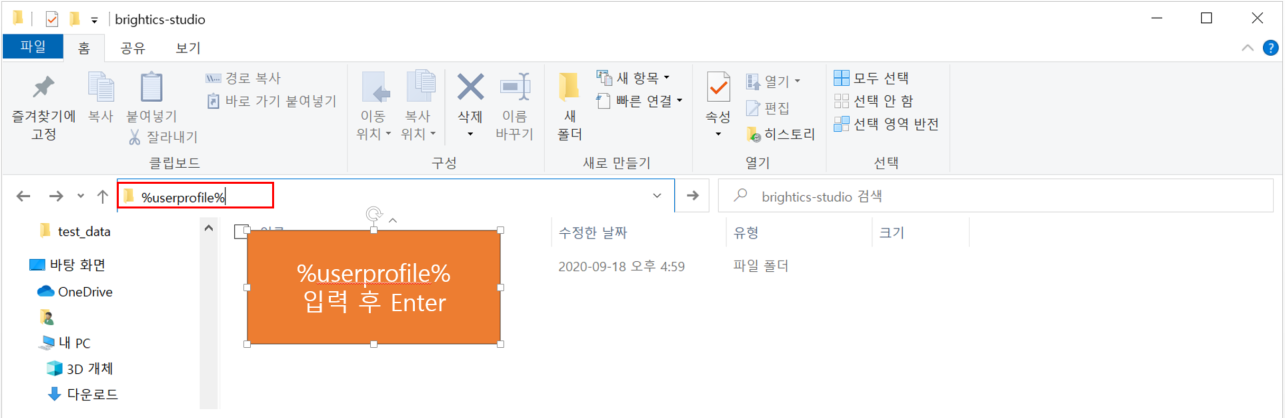 brightics-studio
파일 홈 공유 보기
즐겨찾기에
고정
복사
붙여넣기
경로 복사
바로 가기 붙여넣기
잘라내기
클립보드
이동
위치
복사
위치
삭제
이름
바꾸기
구성
새
폴더
새 항목
빠른 연결
새로 만들기
속성
열기
편집
히스토리
열기
모두 선택
선택 안 함
선택 영역 반전
선택
%userprofile%
brightics-studio 검색
test_data
바탕 화면
OneDrive
내 PC
3D 개체
다운로드
수정한 날짜 유형 크기
2020-09-18 오후 4:59 파일 폴더
%userprofile%
입력 후 Enter